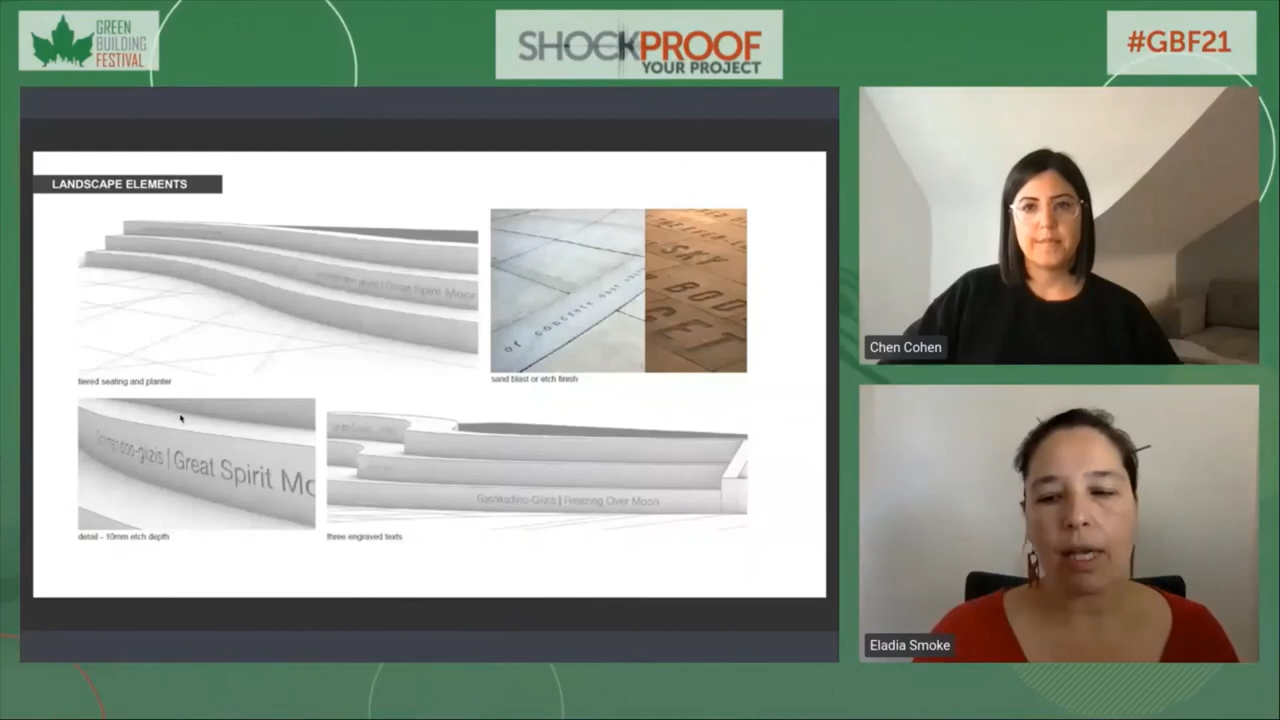 GREEN
BUILDING
FESTIVAL
SHOCKPROOF
YOUR PROJECT
#GBF21
LANDSCAPE ELEMENTS
Great Spirit Moon
tiered seating and planter
of concrete dust
SKY
BOD
GET
sand blast or etch finish
| Great Spirit Mo
detail - 10mm etch depth
| Freezing Over Moon
three engraved texts
Chen Cohen
Eladia Smoke